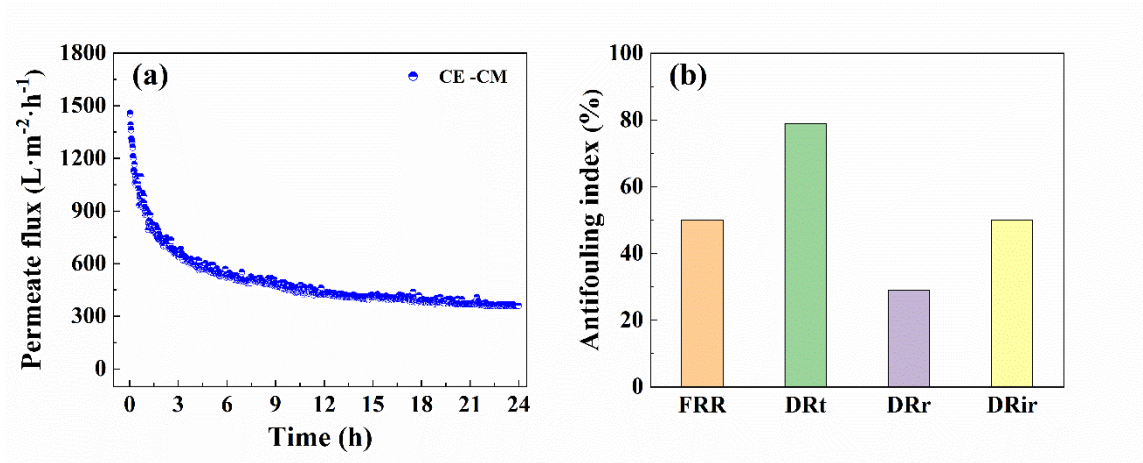 (a)
CE -CM
Permeate flux (L·m⁻²·h⁻¹)
1800
1500
1200
900
600
300
0
0 3 6 9 12 15 18 21 24
Time (h)
(b)
Antifouling index (%)
100
80
60
40
20
0
FRR DRt DRr DRir